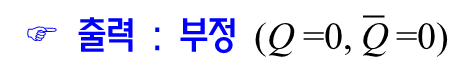 ☞ 출력 : 부정 (Q=0, Q̅=0)